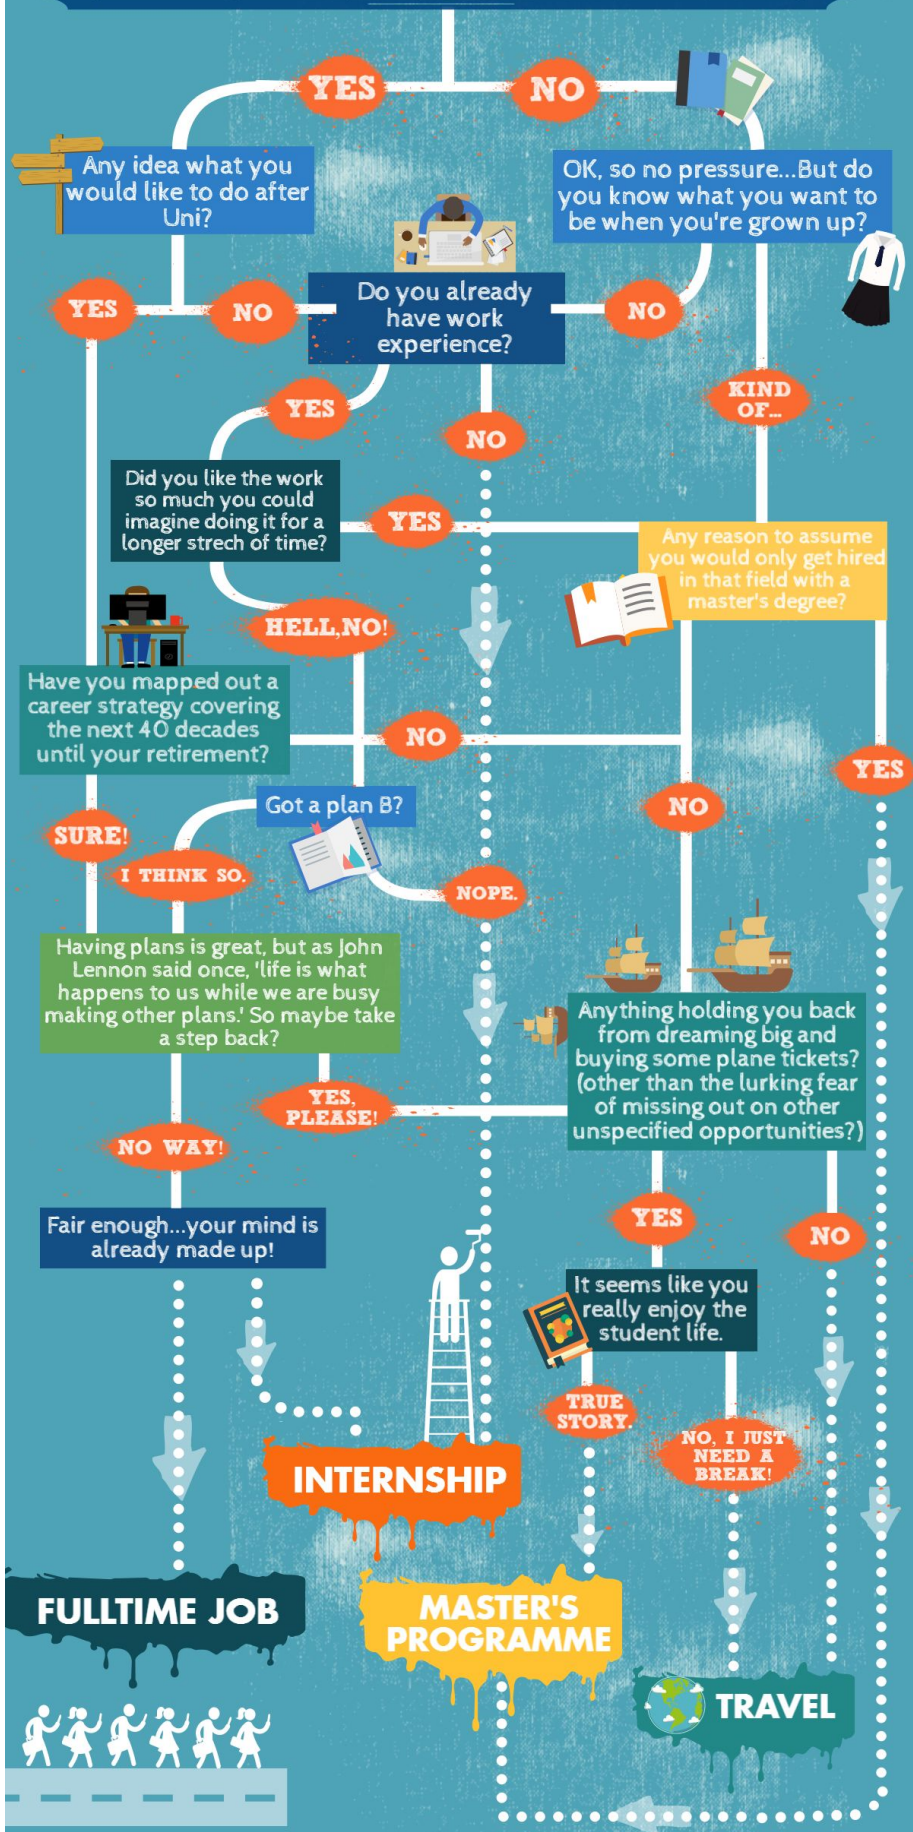 YES
NO
Any idea what you
would like to do after
Uni?
OK, so no pressure...But do
you know what you want to
be when you're grown up?
YES
NO
Do you already
have work
experience?
NO
YES
KIND
OF...
NO
Did you like the work
so much you could
imagine doing it for a
longer strech of time?
YES
Any reason to assume
you would only get hired
in that field with a
master's degree?
HELL,NO!
Have you mapped out a
career strategy covering
the next 40 decades
until your retirement?
NO
YES
Got a plan B?
NO
SURE!
I THINK SO.
NOPE.
Having plans is great, but as John
Lennon said once, 'life is what
happens to us while we are busy
making other plans.' So maybe take
a step back?
Anything holding you back
from dreaming big and
buying some plane tickets?
(other than the lurking fear
of missing out on other
unspecified opportunities?)
YES,
PLEASE!
NO WAY!
YES
NO
Fair enough...your mind is
already made up!
It seems like you
really enjoy the
student life.
TRUE
STORY.
NO, I JUST
NEED A
BREAK!
INTERNSHIP
FULLTIME JOB
MASTER'S
PROGRAMME
TRAVEL